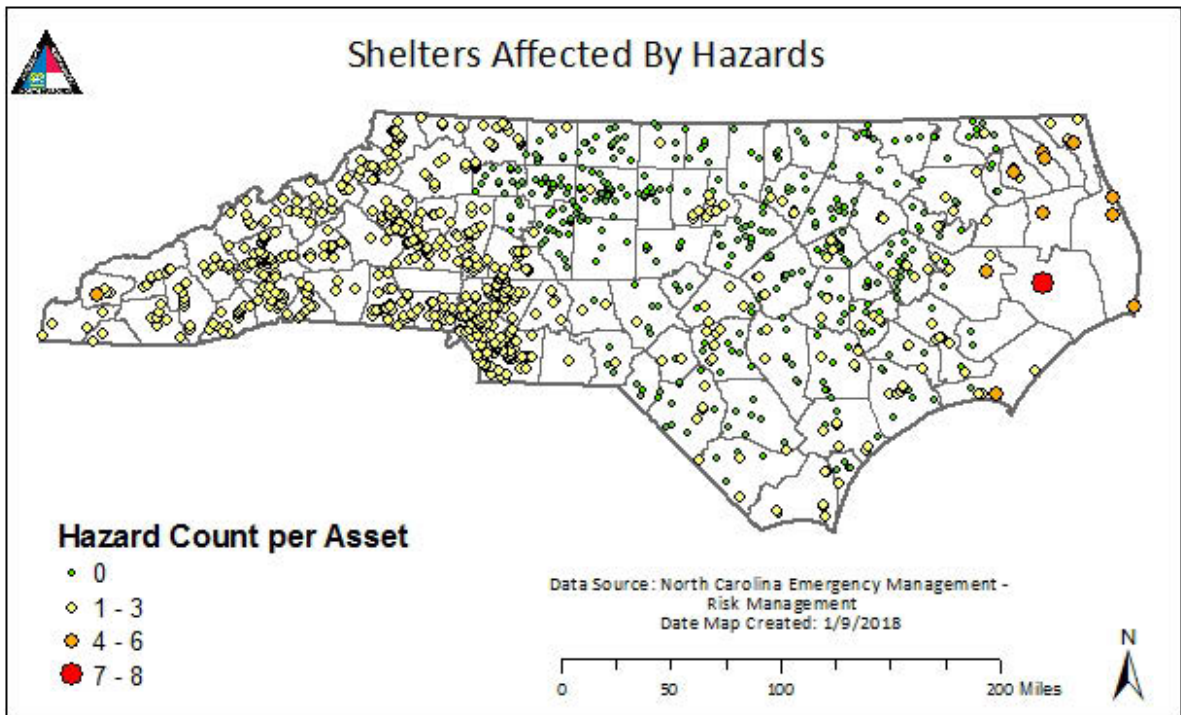 Shelters Affected By Hazards
Hazard Count per Asset
0
1 - 3
4 - 6
7 - 8
Data Source: North Carolina Emergency Management -
Risk Management
Date Map Created: 1/9/2018
N
0 50 100 200 Miles